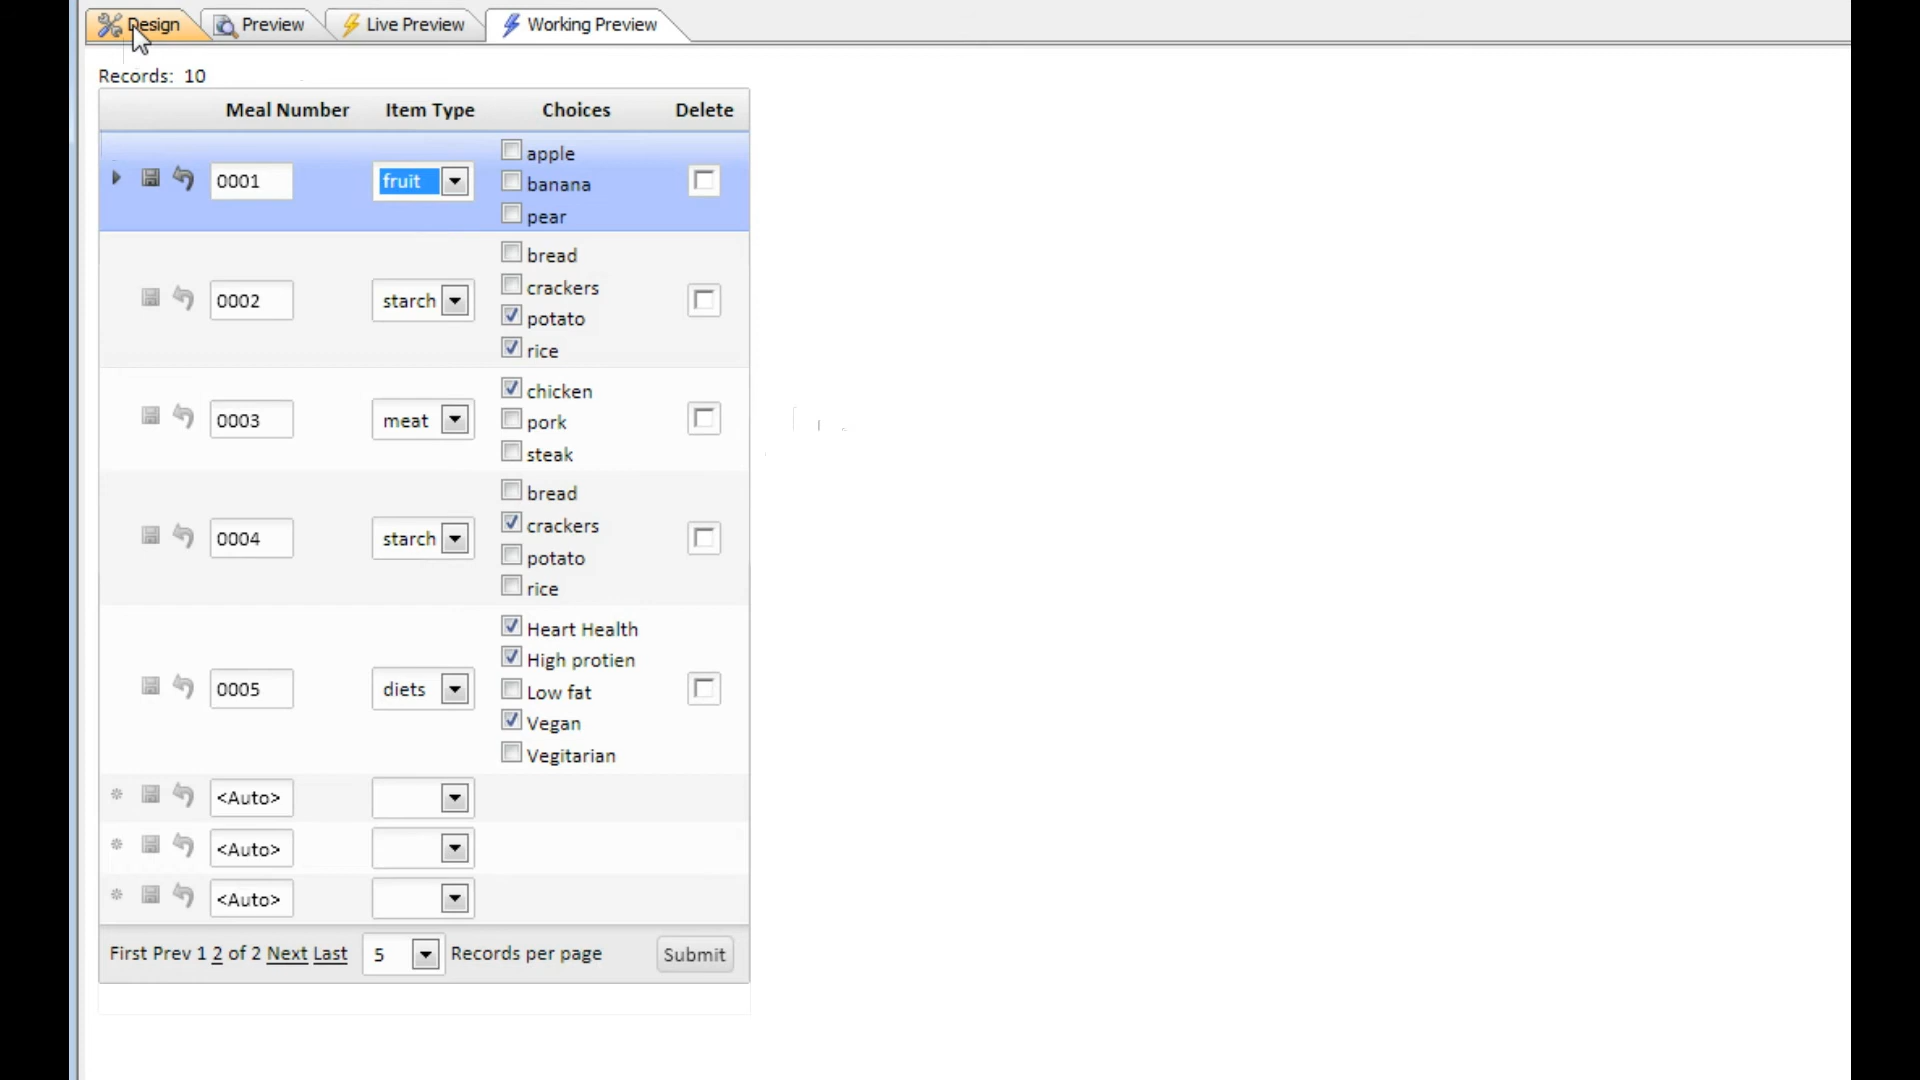 Design Preview Live Preview Working Preview
Records: 10
Meal Number Item Type Choices Delete
0001 fruit
apple
banana
pear
0002 starch
bread
crackers
potato
rice
0003 meat
chicken
pork
steak
0004 starch
bread
crackers
potato
rice
0005 diets
Heart Health
High protien
Low fat
Vegan
Vegitarian
<Auto>
<Auto>
<Auto>
First Prev 1 2 of 2 Next Last 5 Records per page Submit